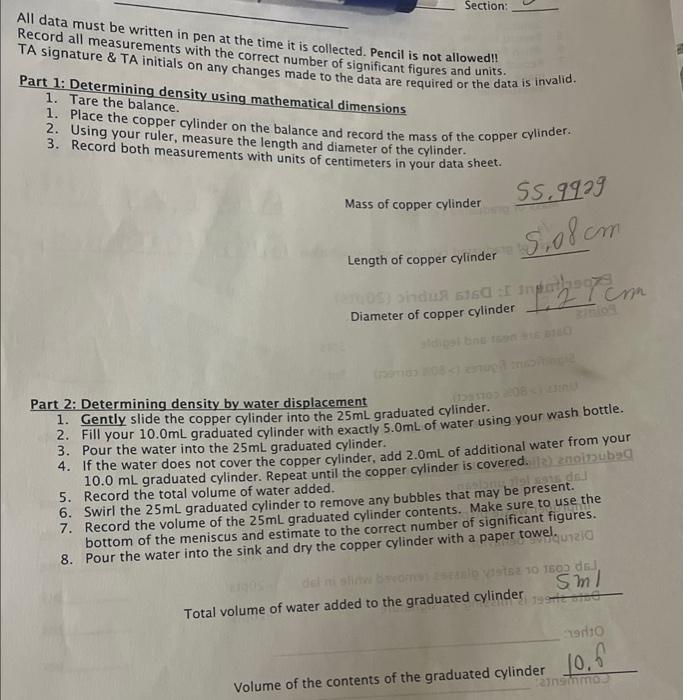 Section:
All data must be written in pen at the time it is collected. Pencil is not allowed!!
Record all measurements with the correct number of significant figures and units.
TA signature & TA initials on any changes made to the data are required or the data is invalid.
Part 1: Determining density using mathematical dimensions
1. Tare the balance.
1. Place the copper cylinder on the balance and record the mass of the copper cylinder.
2. Using your ruler, measure the length and diameter of the cylinder.
3. Record both measurements with units of centimeters in your data sheet.
Mass of copper cylinder 55.992g
Length of copper cylinder 5.08cm
Diameter of copper cylinder 1.27cm
Part 2: Determining density by water displacement
1. Gently slide the copper cylinder into the 25mL graduated cylinder.
2. Fill your 10.0mL graduated cylinder with exactly 5.0mL of water using your wash bottle.
3. Pour the water into the 25mL graduated cylinder.
4. If the water does not cover the copper cylinder, add 2.0mL of additional water from your
10.0 mL graduated cylinder. Repeat until the copper cylinder is covered.
5. Record the total volume of water added.
6. Swirl the 25mL graduated cylinder to remove any bubbles that may be present.
7. Record the volume of the 25mL graduated cylinder contents. Make sure to use the
bottom of the meniscus and estimate to the correct number of significant figures.
8. Pour the water into the sink and dry the copper cylinder with a paper towel.
Total volume of water added to the graduated cylinder 5ml
Volume of the contents of the graduated cylinder